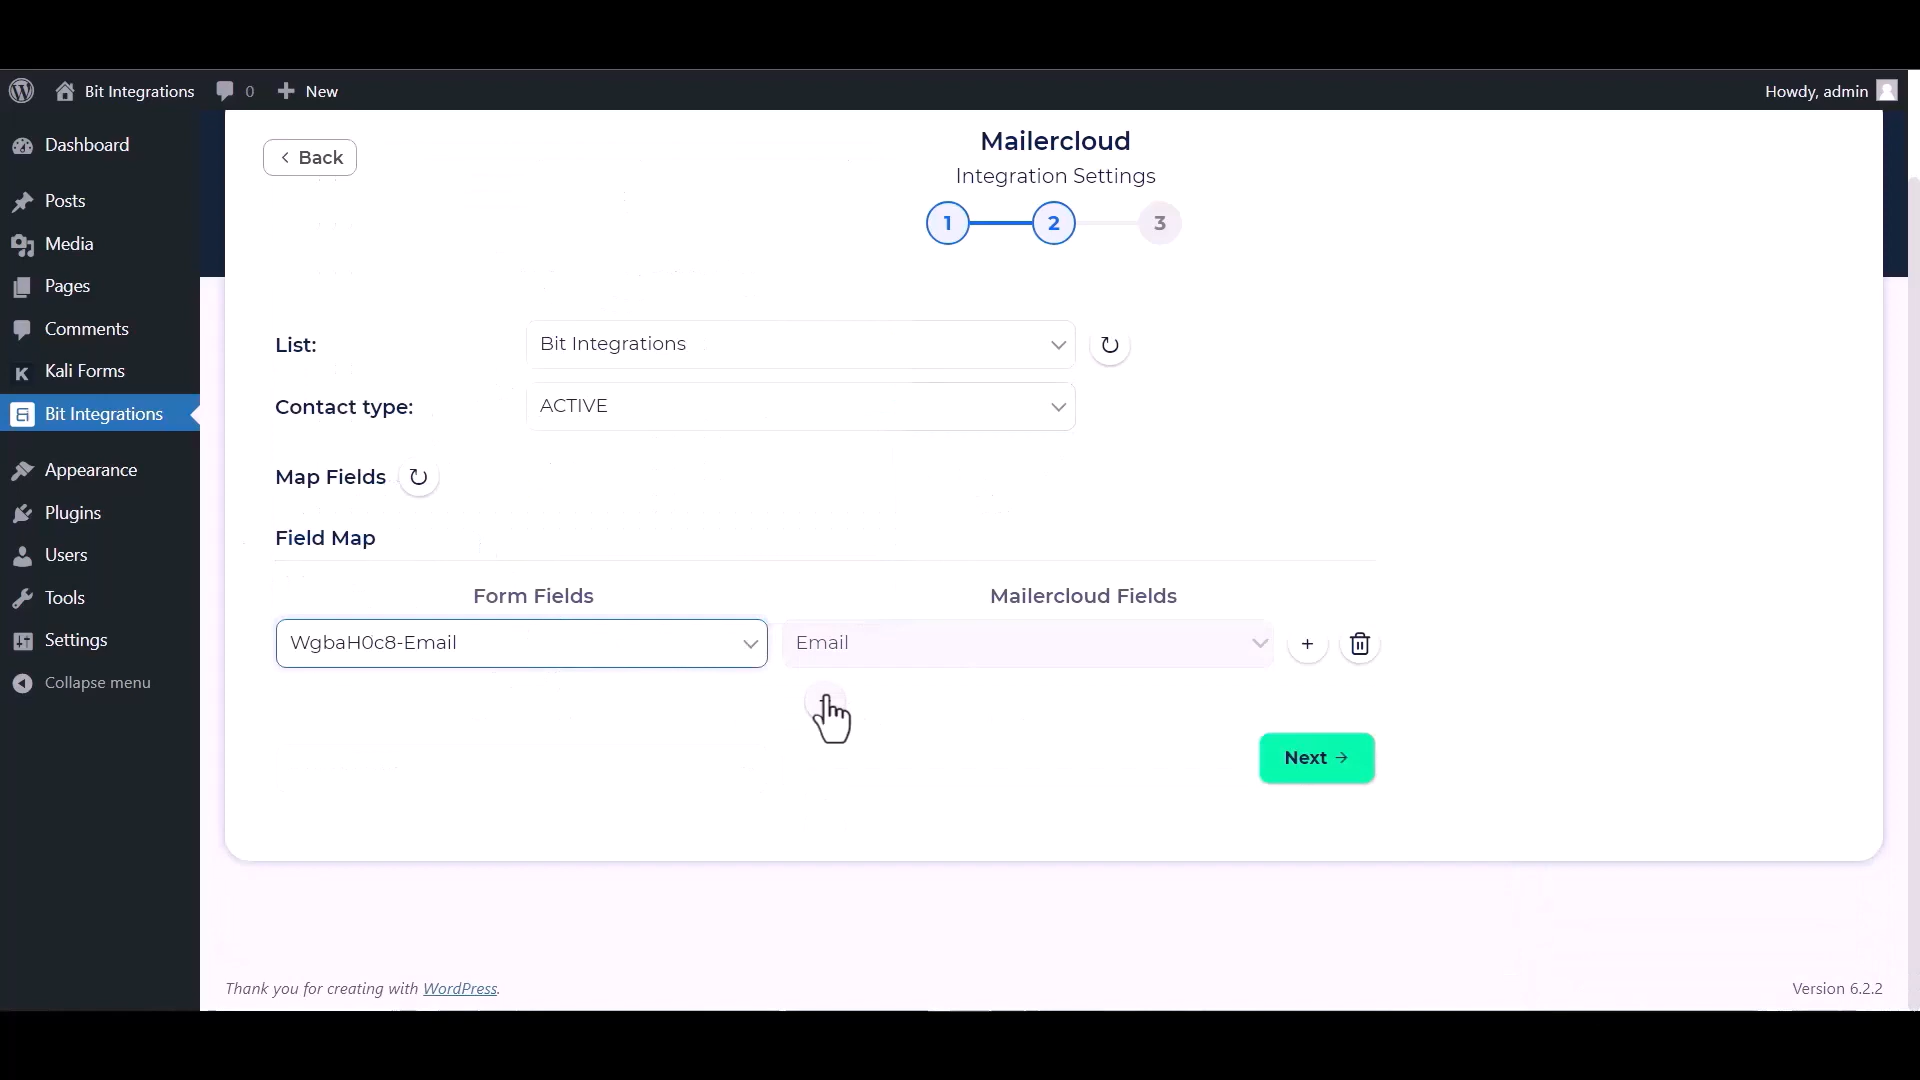 Bit Integrations 0 New Howdy, admin
Dashboard
Posts
Media
Pages
Comments
Kali Forms
Bit Integrations
Appearance
Plugins
Users
Tools
Settings
Collapse menu
Back
Mailercloud
Integration Settings
1 2 3
List: Bit Integrations
Contact type: ACTIVE
Map Fields
Field Map
Form Fields Mailercloud Fields
WgbaH0c8-Email Email +
Next →
Thank you for creating with WordPress. Version 6.2.2